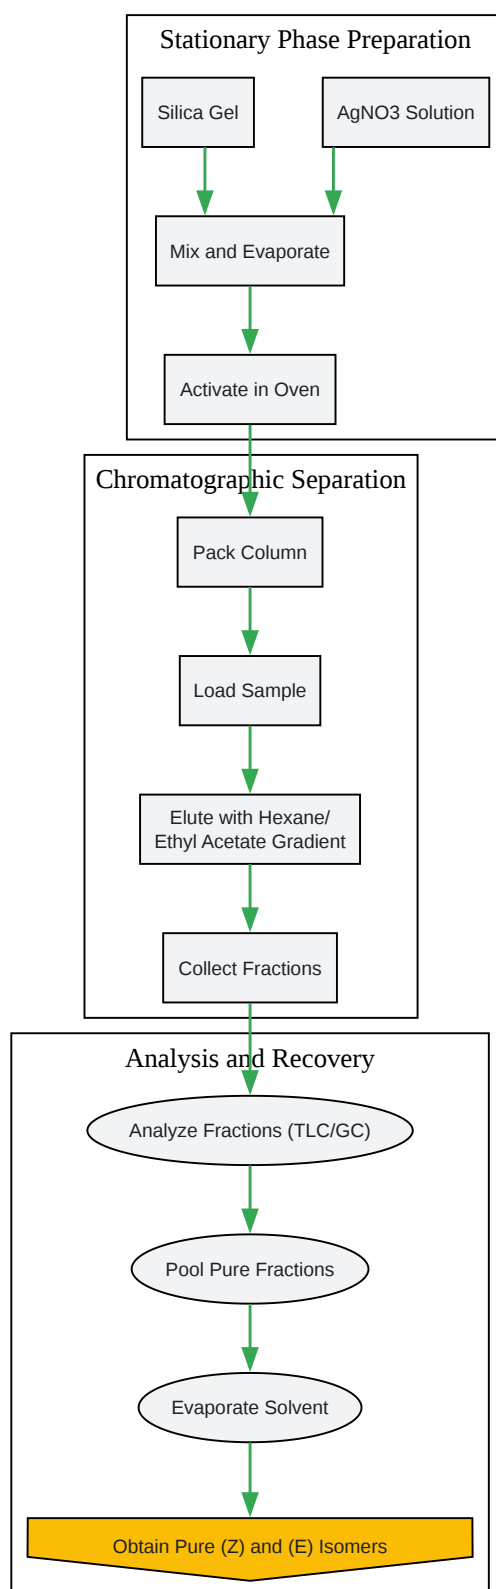 Stationary Phase Preparation
Silica Gel
AgNO3 Solution
Mix and Evaporate
Activate in Oven
Chromatographic Separation
Pack Column
Load Sample
Elute with Hexane/
Ethyl Acetate Gradient
Collect Fractions
Analysis and Recovery
Analyze Fractions (TLC/GC)
Pool Pure Fractions
Evaporate Solvent
Obtain Pure (Z) and (E) Isomers